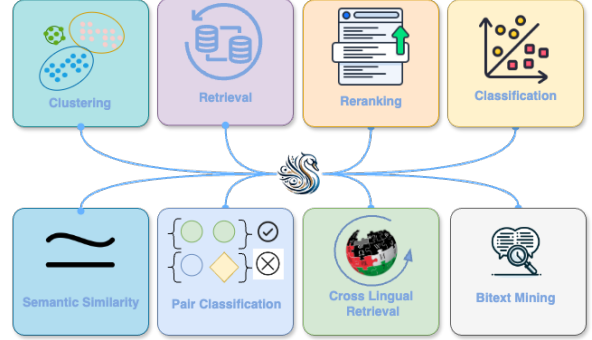 Clustering
Retrieval
Reranking
Classification
Semantic Similarity
Pair Classification
Cross Lingual
Retrieval
Bitext Mining